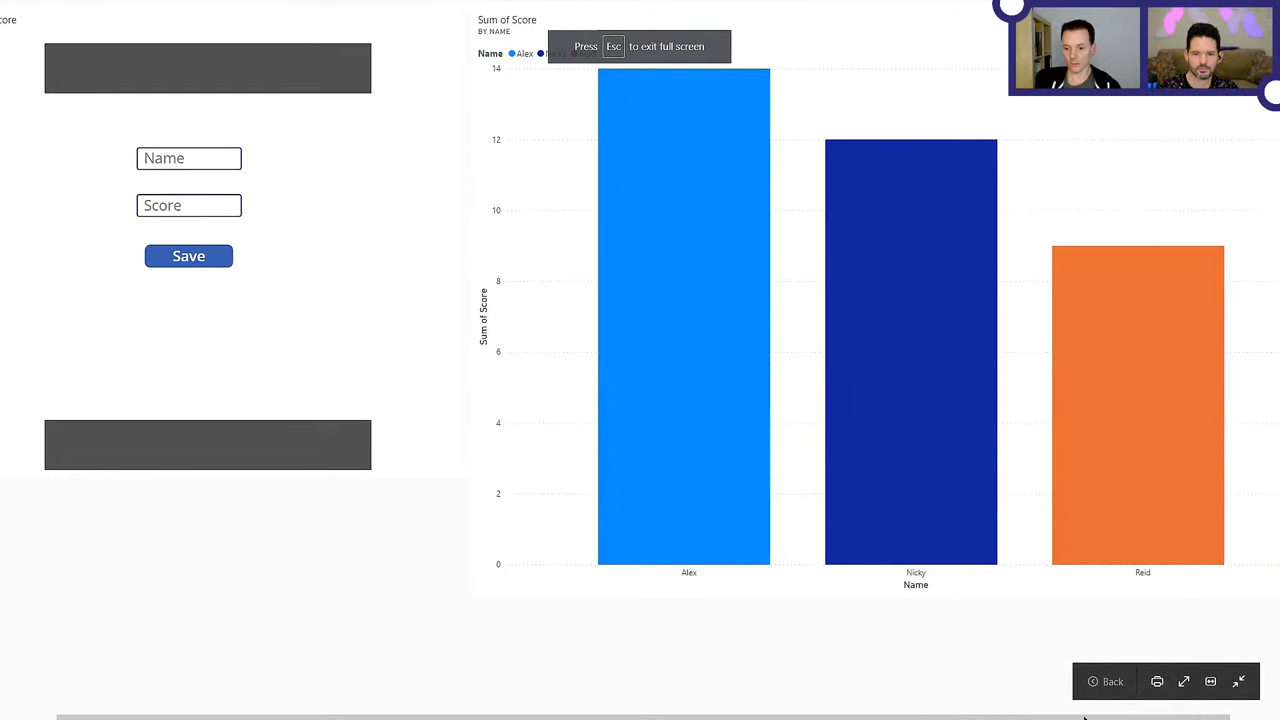 core
Name
Score
Save
Sum of Score
BY NAME
Name Alex
Press Esc to exit full screen
14
12
10
8
6
4
2
0
Sum of Score
Alex Nicky Reid
Name
Back